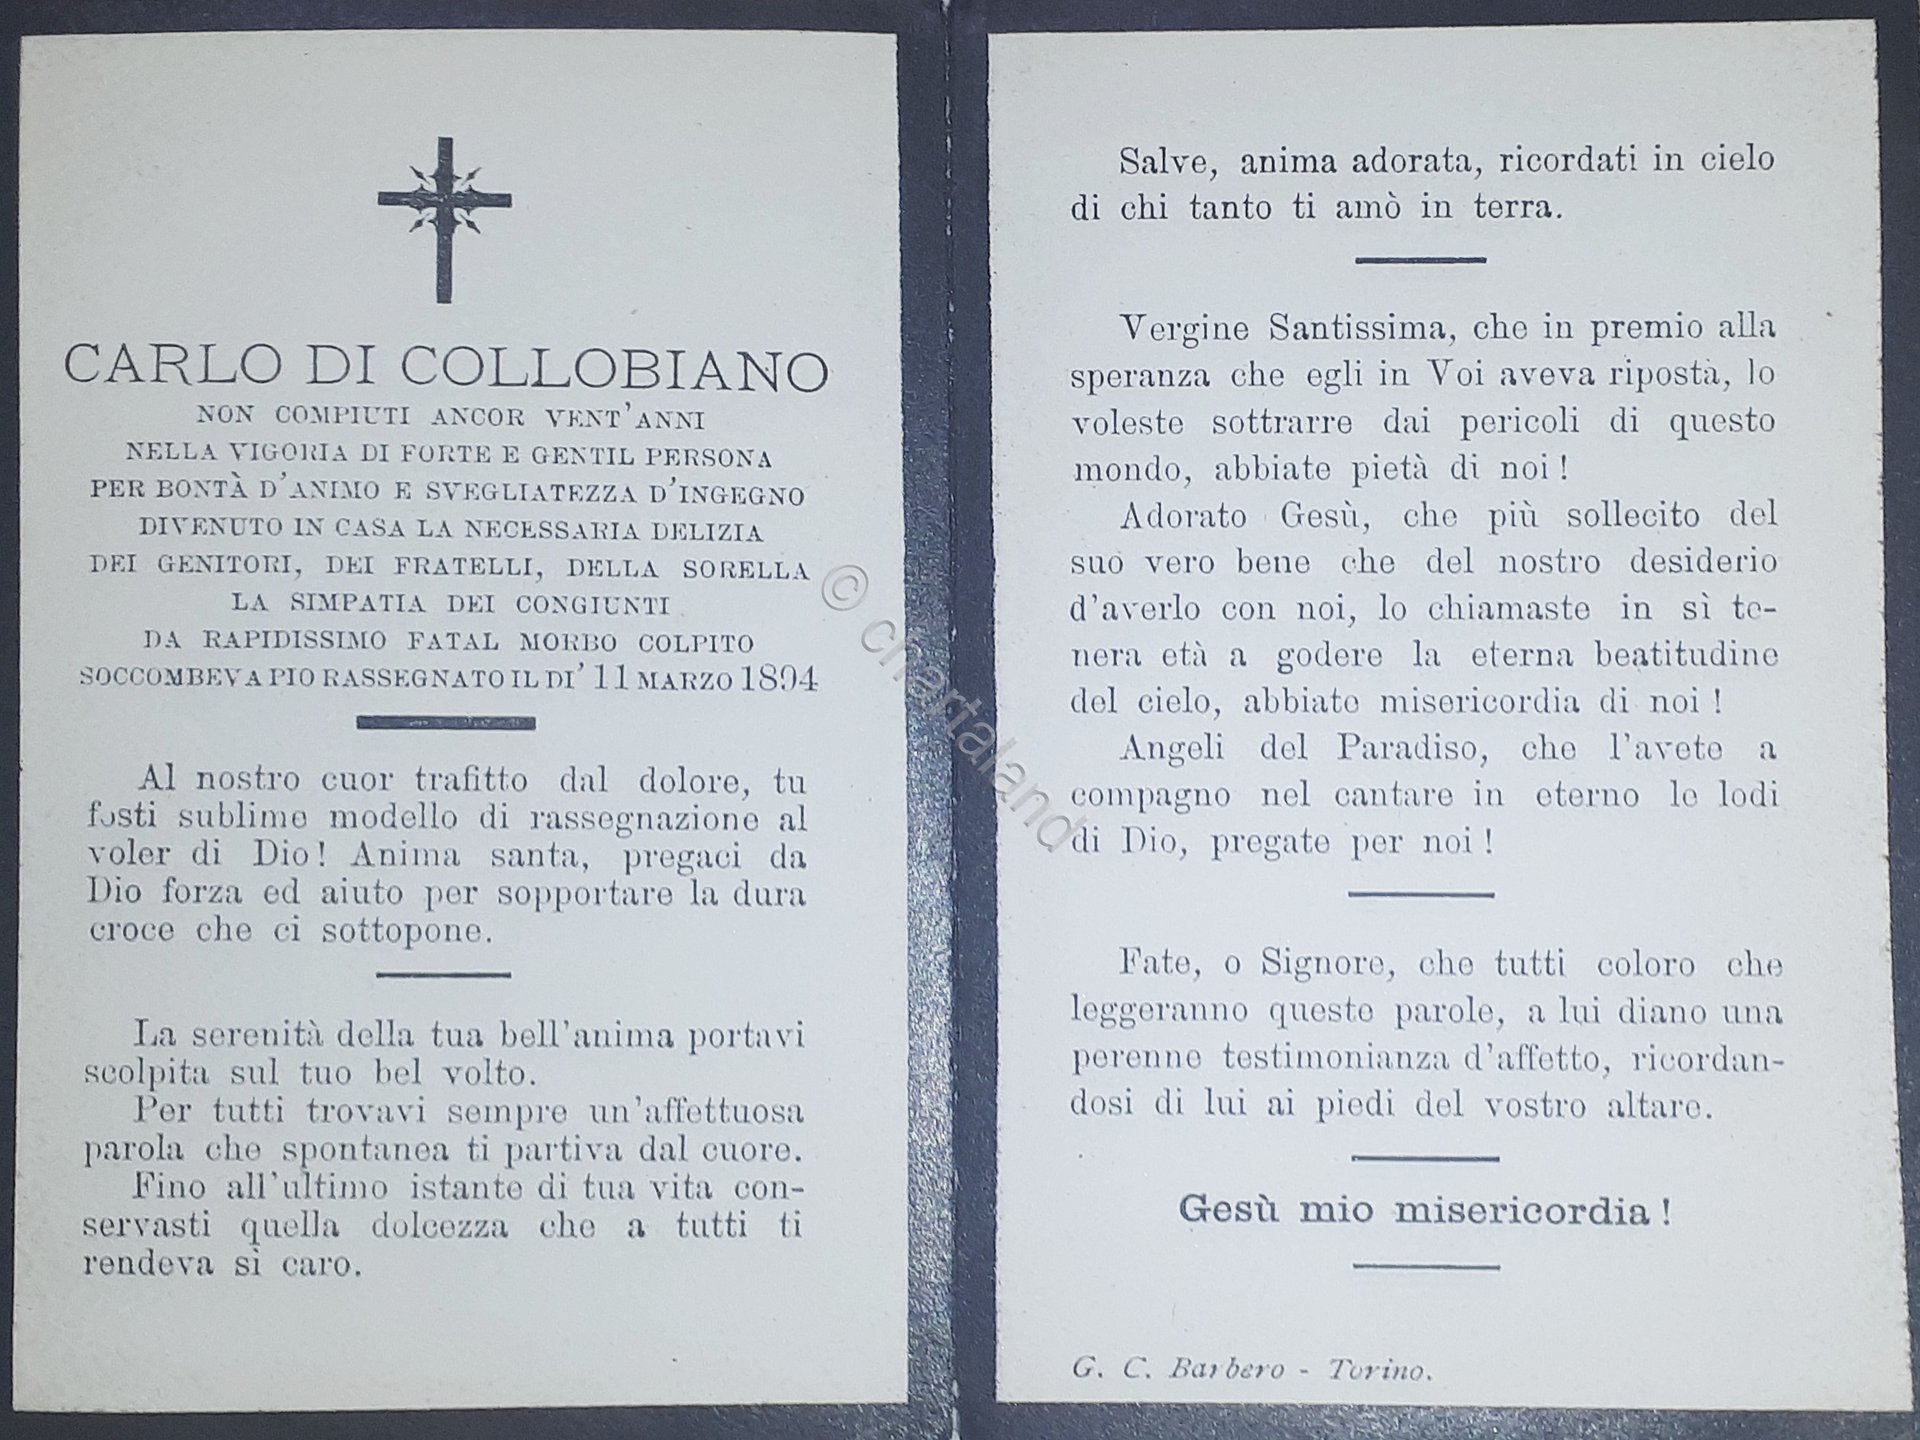 CARLO DI COLLOBIANO
NON COMPIUTI ANCOR VENT'ANNI
NELLA VIGORIA DI FORTE E GENTIL PERSONA
PER BONTÀ D'ANIMO E SVEGLIATEZZA D'INGEGNO
DIVENUTO IN CASA LA NECESSARIA DELIZIA
DEI GENITORI, DEI FRATELLI, DELLA SORELLA
LA SIMPATIA DEI CONGIUNTI
DA RAPIDISSIMO FATAL MORBO COLPITO
SOCCOMBEVA PIO RASSEGNATO IL DI' 11 MARZO 1894
Al nostro cuor trafitto dal dolore, tu
fosti sublime modello di rassegnazione al
voler di Dio! Anima santa, pregaci da
Dio forza ed aiuto per sopportare la dura
croce che ci sottopone.
La serenità della tua bell'anima portavi
scolpita sul tuo bel volto.
Per tutti trovavi sempre un'affettuosa
parola che spontanea ti partiva dal cuore.
Fino all'ultimo istante di tua vita con-
servasti quella dolcezza che a tutti ti
rendeva sì caro.
Salve, anima adorata, ricordati in cielo
di chi tanto ti amò in terra.
Vergine Santissima, che in premio alla
speranza che egli in Voi aveva riposta, lo
voleste sottrarre dai pericoli di questo
mondo, abbiate pietà di noi!
Adorato Gesù, che più sollecito del
suo vero bene che del nostro desiderio
d'averlo con noi, lo chiamaste in sì te-
nera età a godere la eterna beatitudine
del cielo, abbiate misericordia di noi!
Angeli del Paradiso, che l'avete a
compagno nel cantare in eterno le lodi
di Dio, pregate per noi!
Fate, o Signore, che tutti coloro che
leggeranno queste parole, a lui diano una
perenne testimonianza d'affetto, ricordan-
dosi di lui ai piedi del vostro altare.
Gesù mio misericordia!
G. C. Barbero - Torino.
© chartaland